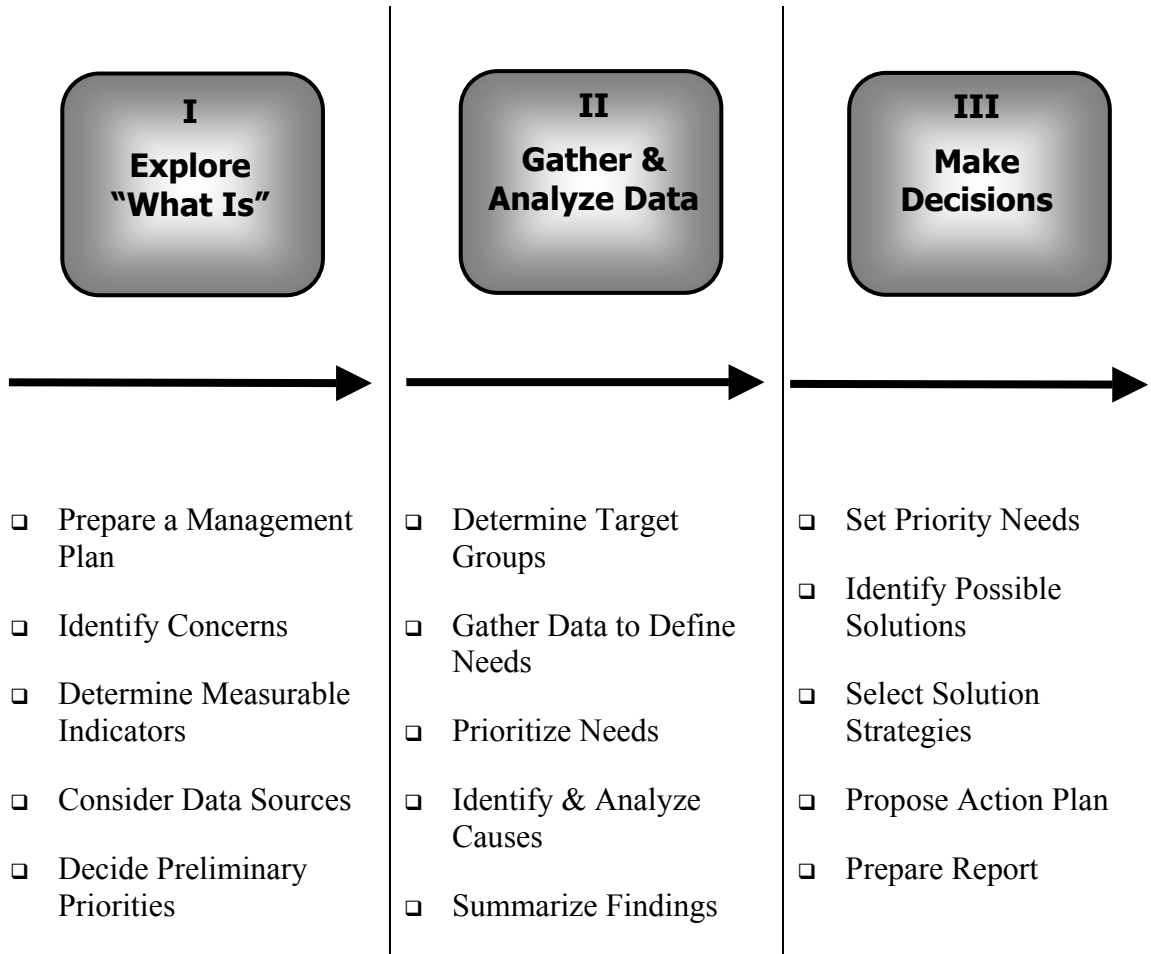 I
Explore
“What Is”
❑ Prepare a Management
Plan
❑ Identify Concerns
❑ Determine Measurable
Indicators
❑ Consider Data Sources
❑ Decide Preliminary
Priorities
II
Gather &
Analyze Data
❑ Determine Target
Groups
❑ Gather Data to Define
Needs
❑ Prioritize Needs
❑ Identify & Analyze
Causes
❑ Summarize Findings
III
Make
Decisions
❑ Set Priority Needs
❑ Identify Possible
Solutions
❑ Select Solution
Strategies
❑ Propose Action Plan
❑ Prepare Report